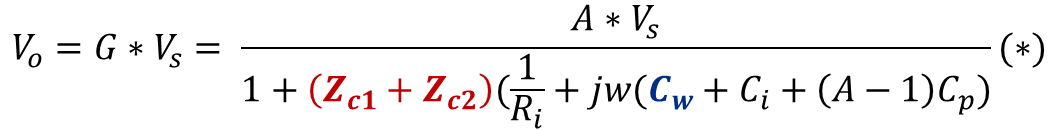 V_o = G * V_s = \frac{A * V_s}{1 + (Z_{c1} + Z_{c2})(\frac{1}{R_i} + jw(C_w + C_i + (A - 1)C_p)} (*)